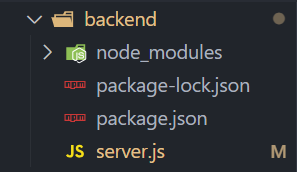 backend
node_modules
package-lock.json
package.json
JS server.js M